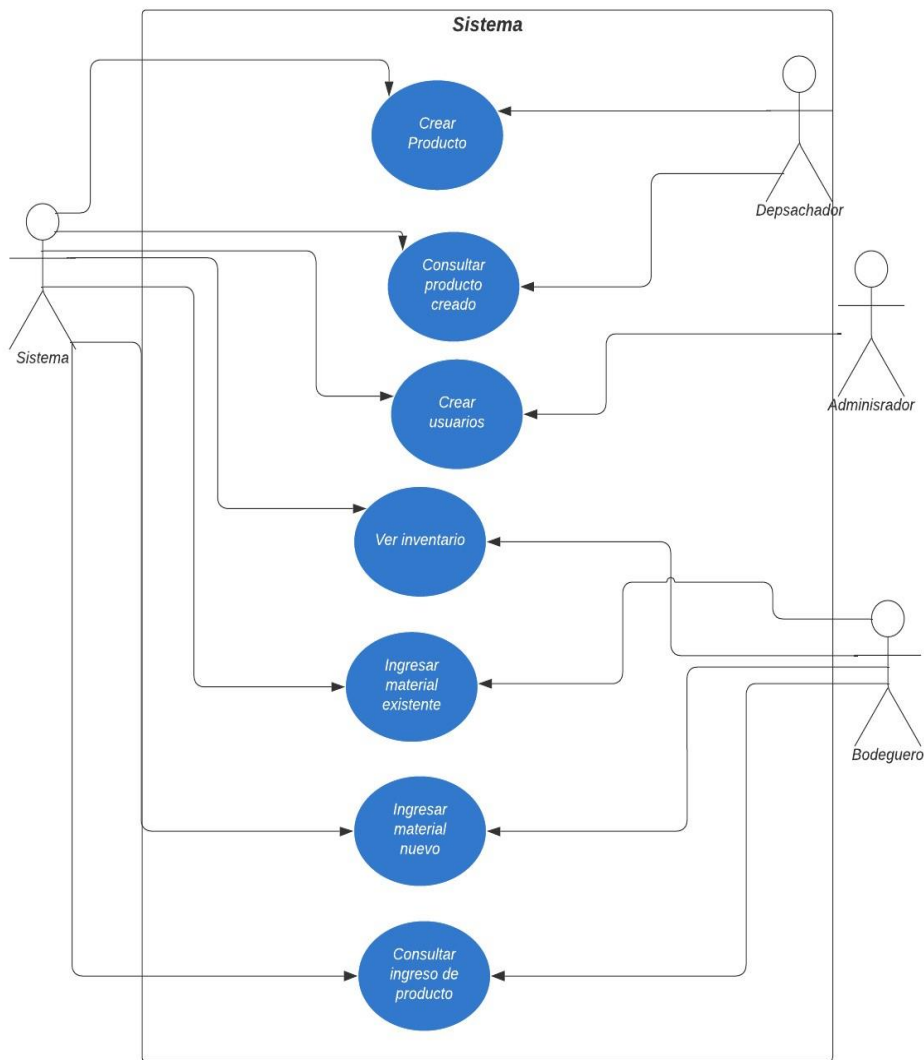 Sistema
Crear
Producto
Depsachador
Consultar
producto
creado
Sistema
Crear
usuarios
Adminisrador
Ver inventario
Ingresar
material
existente
Bodeguero
Ingresar
material
nuevo
Consultar
ingreso de
producto